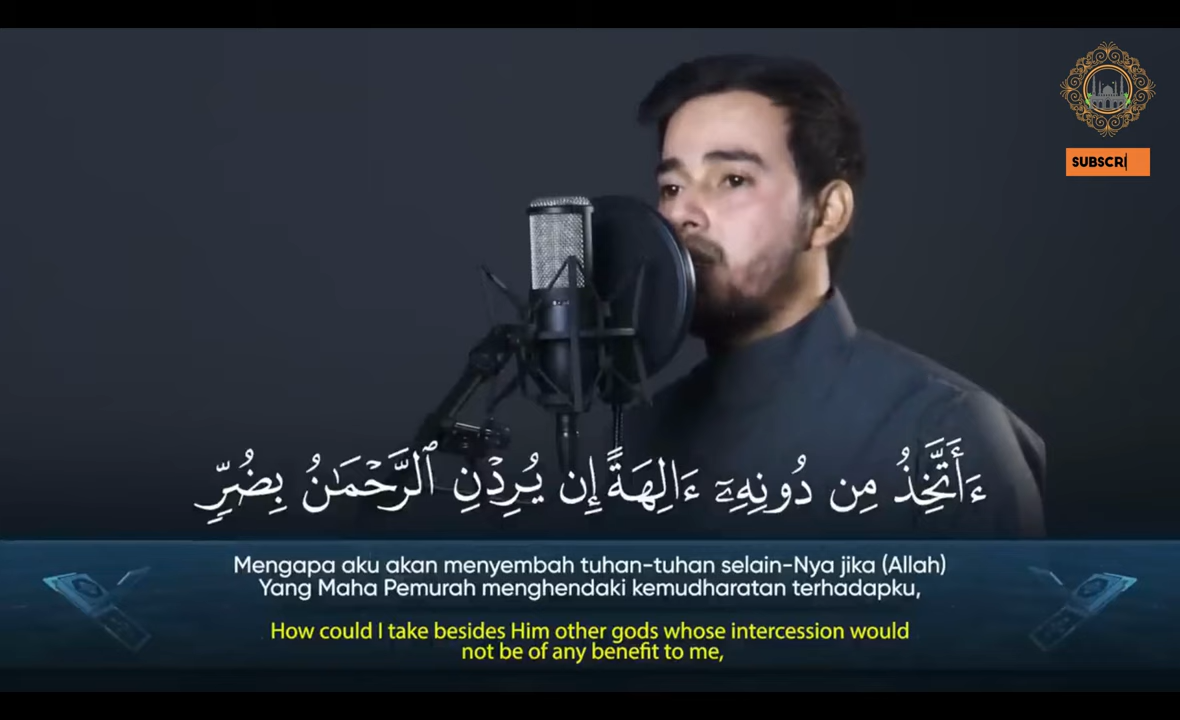 SUBSCRI
ءَأَتَّخِذُ مِن دُونِهِۦٓ ءَالِهَةً إِن يُرِدْنِ ٱلرَّحْمَـٰنُ بِضُرٍّ
Mengapa aku akan menyembah tuhan-tuhan selain-Nya jika (Allah)
Yang Maha Pemurah menghendaki kemudharatan terhadapku,
How could I take besides Him other gods whose intercession would
not be of any benefit to me,